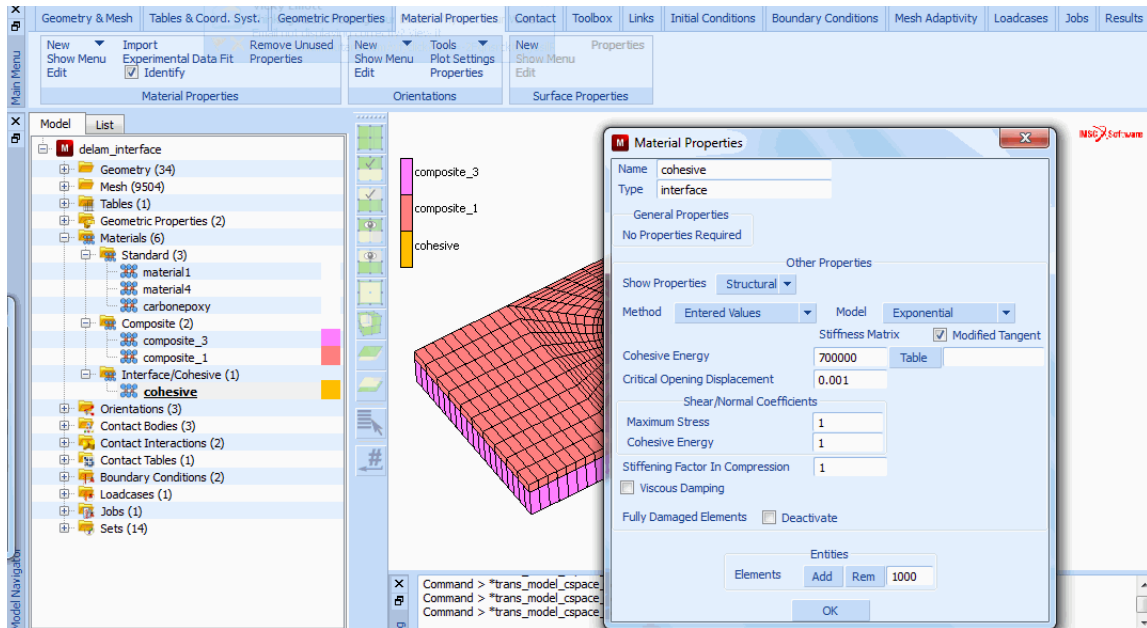 Geometry & Mesh Tables & Coord. Syst. Geometric Properties Material Properties Contact Toolbox Links Initial Conditions Boundary Conditions Mesh Adaptivity Loadcases Jobs Results
New Import Remove Unused New Tools New Properties
Show Menu Experimental Data Fit Properties Show Menu Plot Settings Show Menu
Edit Identify Edit Properties Edit
Material Properties Orientations Surface Properties
Main Menu
Model List
delam_interface
Geometry (34)
Mesh (9504)
Tables (1)
Geometric Properties (2)
Materials (6)
Standard (3)
material1
material4
carbonepoxy
Composite (2)
composite_3
composite_1
Interface/Cohesive (1)
cohesive
Orientations (3)
Contact Bodies (3)
Contact Interactions (2)
Contact Tables (1)
Boundary Conditions (2)
Loadcases (1)
Jobs (1)
Sets (14)
Model Navigator
composite_3
composite_1
cohesive
MSC Software
Material Properties
Name cohesive
Type interface
General Properties
No Properties Required
Other Properties
Show Properties Structural
Method Entered Values Model Exponential
Stiffness Matrix Modified Tangent
Cohesive Energy 700000 Table
Critical Opening Displacement 0.001
Shear/Normal Coefficients
Maximum Stress 1
Cohesive Energy 1
Stiffening Factor In Compression 1
Viscous Damping
Fully Damaged Elements Deactivate
Entities
Elements Add Rem 1000
OK
Command > *trans_model_cspace_
Command > *trans_model_cspace_
Command > *trans_model_cspace_